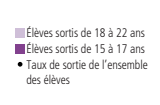 Élèves sortis de 18 à 22 ans
Élèves sortis de 15 à 17 ans
• Taux de sortie de l'ensemble
des élèves